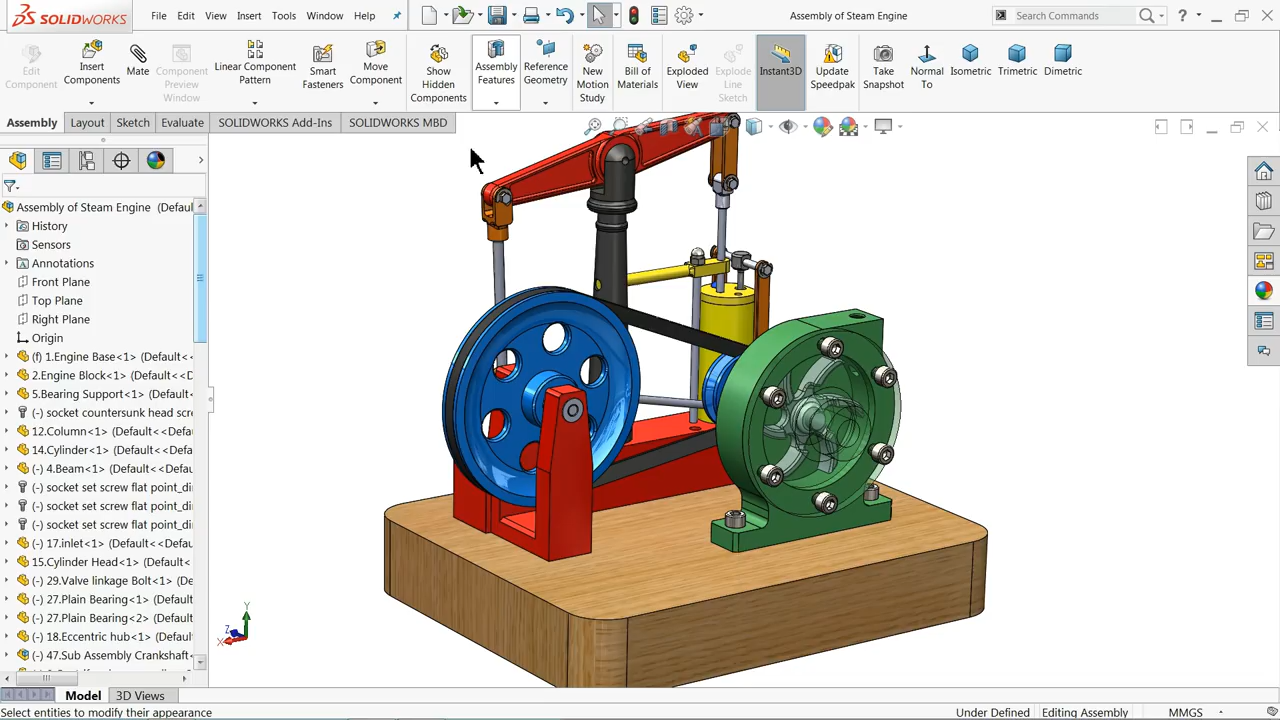 SOLIDWORKS File Edit View Insert Tools Window Help Assembly of Steam Engine Search Commands ?
Edit Component
Insert Components
Mate
Component Preview Window
Linear Component Pattern
Smart Fasteners
Move Component
Show Hidden Components
Assembly Features
Reference Geometry
New Motion Study
Bill of Materials
Exploded View
Explode Line Sketch
Instant3D
Update Speedpak
Take Snapshot
Normal To
Isometric
Trimetric
Dimetric
Assembly Layout Sketch Evaluate SOLIDWORKS Add-Ins SOLIDWORKS MBD
Assembly of Steam Engine (Defaul
History
Sensors
Annotations
Front Plane
Top Plane
Right Plane
Origin
(f) 1.Engine Base<1> (Default<<
2.Engine Block<1> (Default<<
5.Bearing Support<1> (Default
(-) socket countersunk head scre
12.Column<1> (Default<<
14.Cylinder<1> (Default<<
(-) 4.Beam<1> (Default<<
(-) socket set screw flat point_di
(-) socket set screw flat point_di
(-) socket set screw flat point_di
(-) 17.inlet<1> (Default<<
15.Cylinder Head<1> (Default<
(-) 29.Valve linkage Bolt<1> (De
(-) 27.Plain Bearing<1> (Default
(-) 27.Plain Bearing<2> (Default
(-) 18.Eccentric hub<1> (Default
(-) 47.Sub Assembly Crankshaft<
Y
Z
X
Model 3D Views
Select entities to modify their appearance Under Defined Editing Assembly MMGS